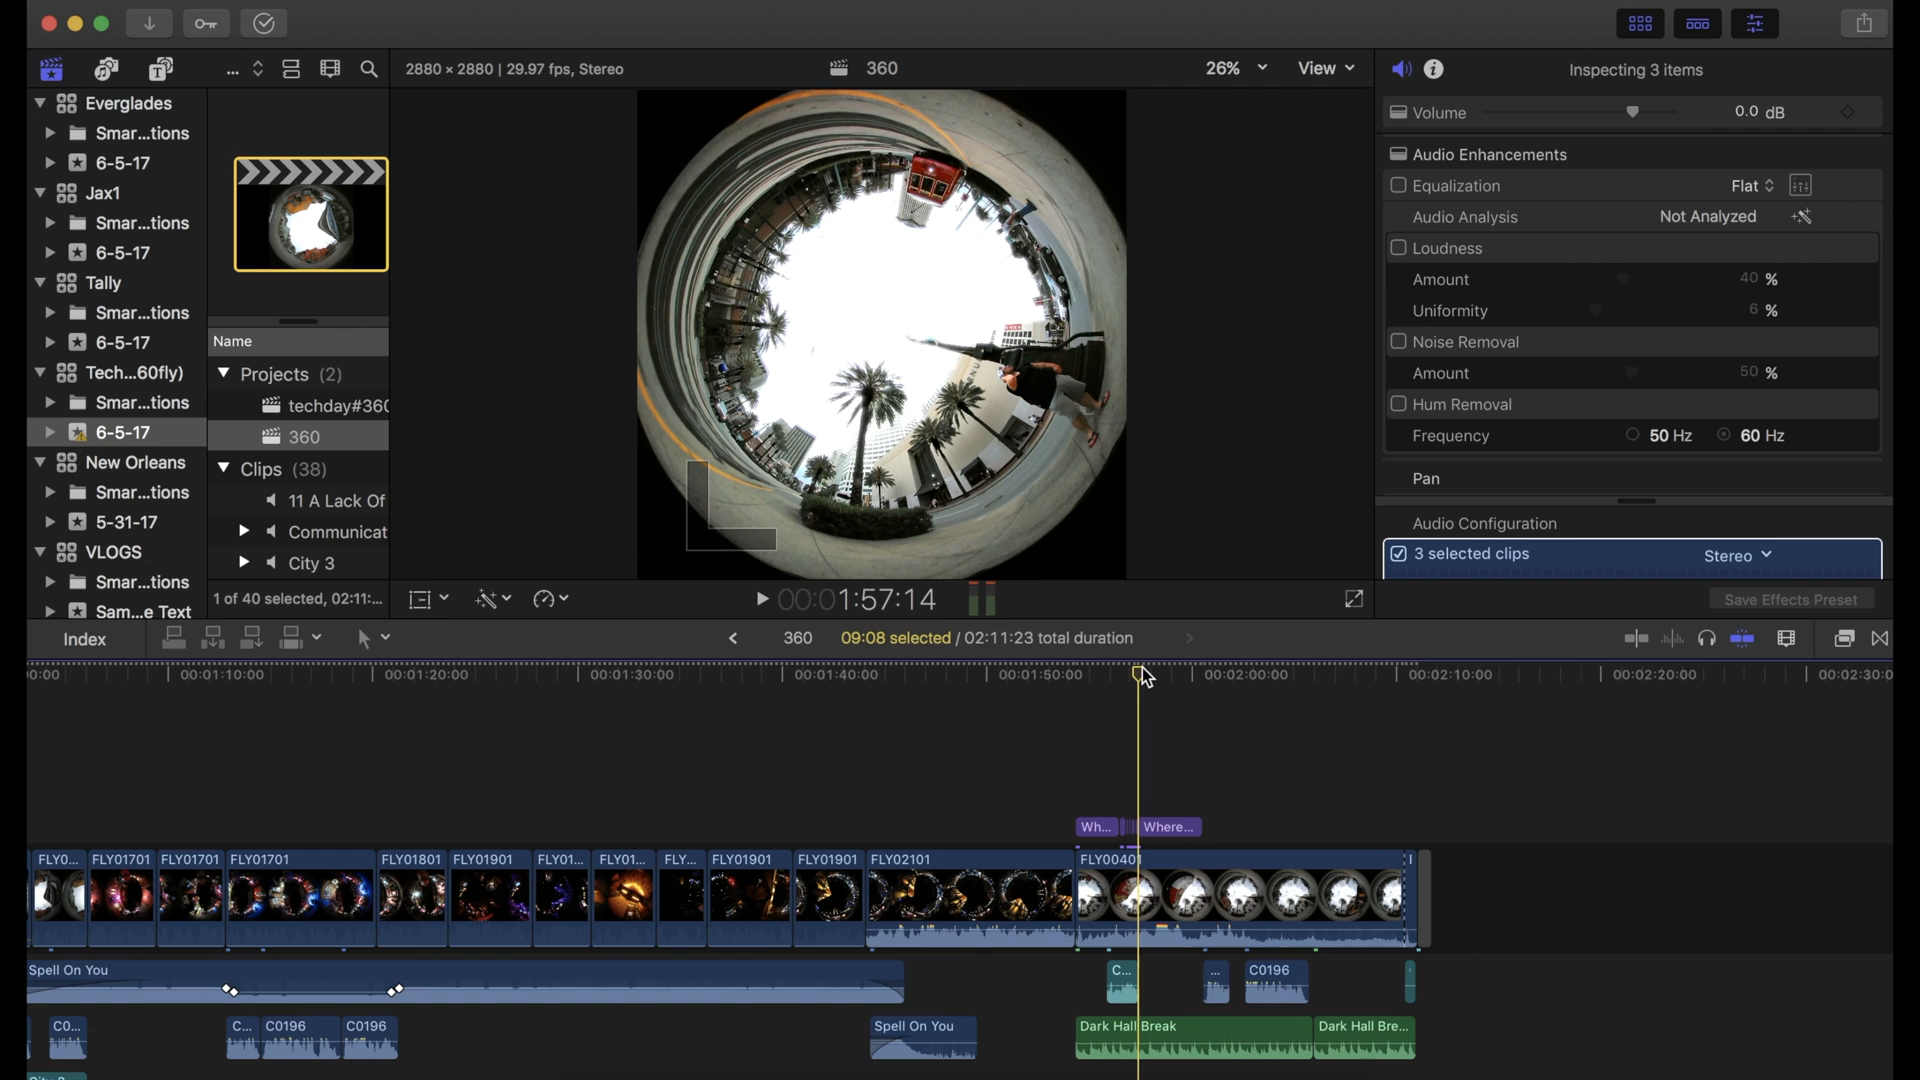 2880 × 2880 | 29.97 fps, Stereo
360
26%
View
Inspecting 3 items
Everglades
Smar...tions
6-5-17
Jax1
Smar...tions
6-5-17
Tally
Smar...tions
6-5-17
Tech...60fly)
Smar...tions
6-5-17
New Orleans
Smar...tions
5-31-17
VLOGS
Smar...tions
Sam...e Text
Name
Projects (2)
techday#360
360
Clips (38)
11 A Lack Of
Communicat
City 3
1 of 40 selected, 02:11:...
Volume
0.0 dB
Audio Enhancements
Equalization
Flat
Audio Analysis
Not Analyzed
Loudness
Amount
40 %
Uniformity
6 %
Noise Removal
Amount
50 %
Hum Removal
Frequency
50 Hz
60 Hz
Pan
Audio Configuration
3 selected clips
Stereo
Save Effects Preset
00:01:57:14
Index
360
09:08 selected / 02:11:23 total duration
0:00
00:01:10:00
00:01:20:00
00:01:30:00
00:01:40:00
00:01:50:00
00:02:00:00
00:02:10:00
00:02:20:00
00:02:30:0
Wh...
Where...
FLY0...
FLY01701
FLY01701
FLY01701
FLY01801
FLY01901
FLY01...
FLY01...
FLY...
FLY01901
FLY01901
FLY02101
FLY00401
Spell On You
C...
...
C0196
C0...
C...
C0196
C0196
Spell On You
Dark Hall Break
Dark Hall Bre...